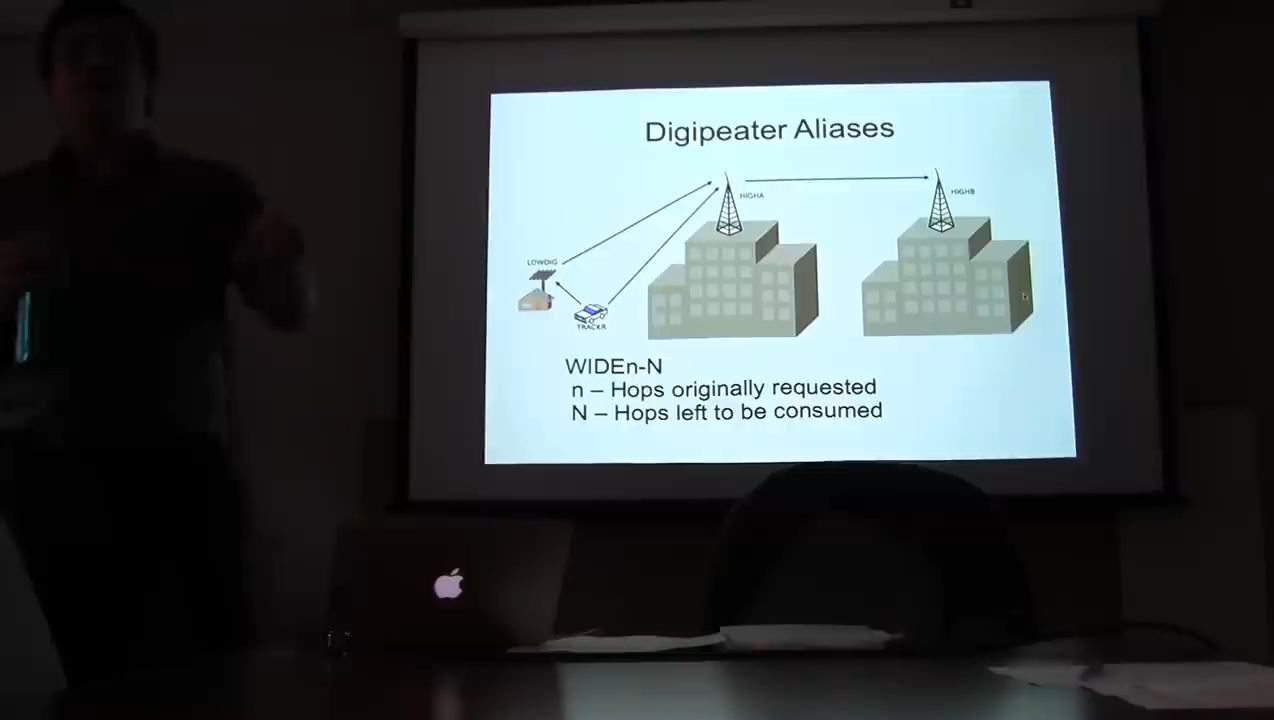 Digipeater Aliases
HIGHA
HIGHB
LOWDIG
TRACKR
WIDEn-N
n – Hops originally requested
N – Hops left to be consumed